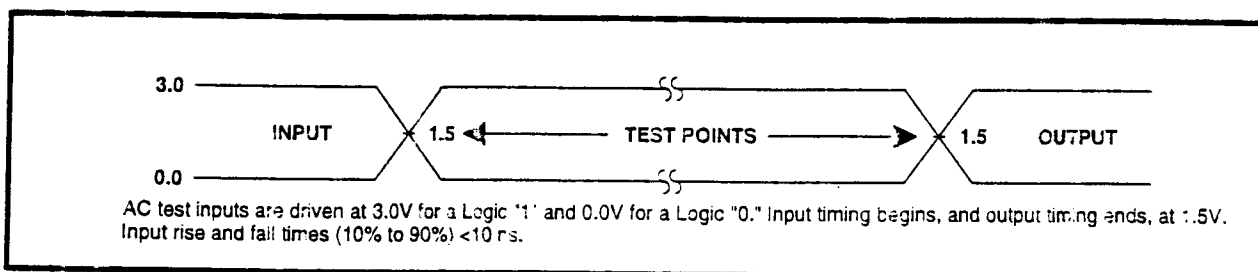 3.0
INPUT 1.5 TEST POINTS 1.5 OUTPUT
0.0
AC test inputs are driven at 3.0V for a Logic "1" and 0.0V for a Logic "0." Input timing begins, and output timing ends, at 1.5V.
Input rise and fall times (10% to 90%) <10 ns.